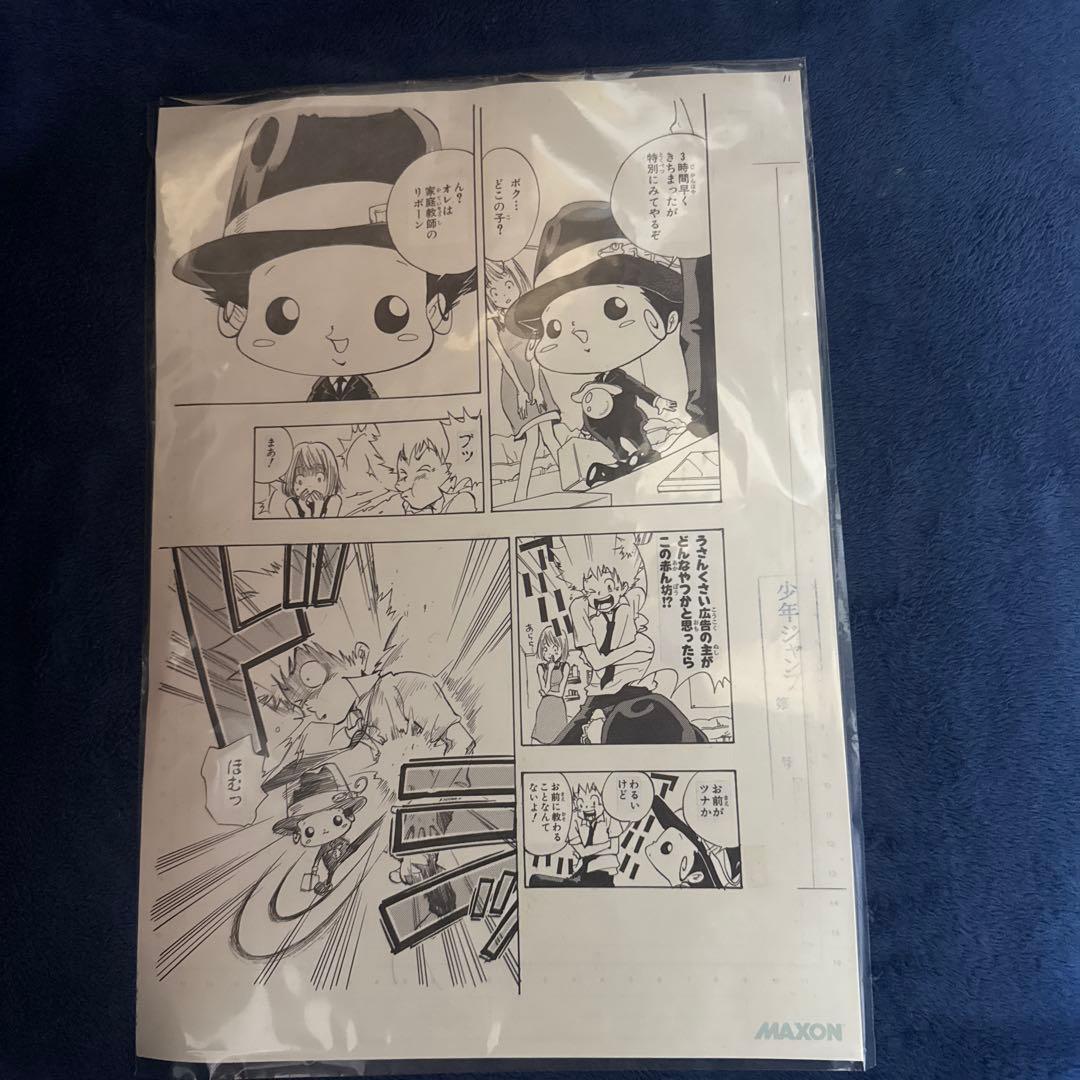 11
3時間早く
きちまったが
特別にみてやるぞ
ボク…
どこの子?
ん?
オレは
家庭教師の
リボーン
プッ
まあ!
うさんくさい広告の主が
どんなやつかと思ったら
この赤ん坊!?
あらら
お前が
ツナか
わるい
けど
お前に教わる
ことなんて
ないよ!
ほむっ
少年ジャンプ
号
MAXON